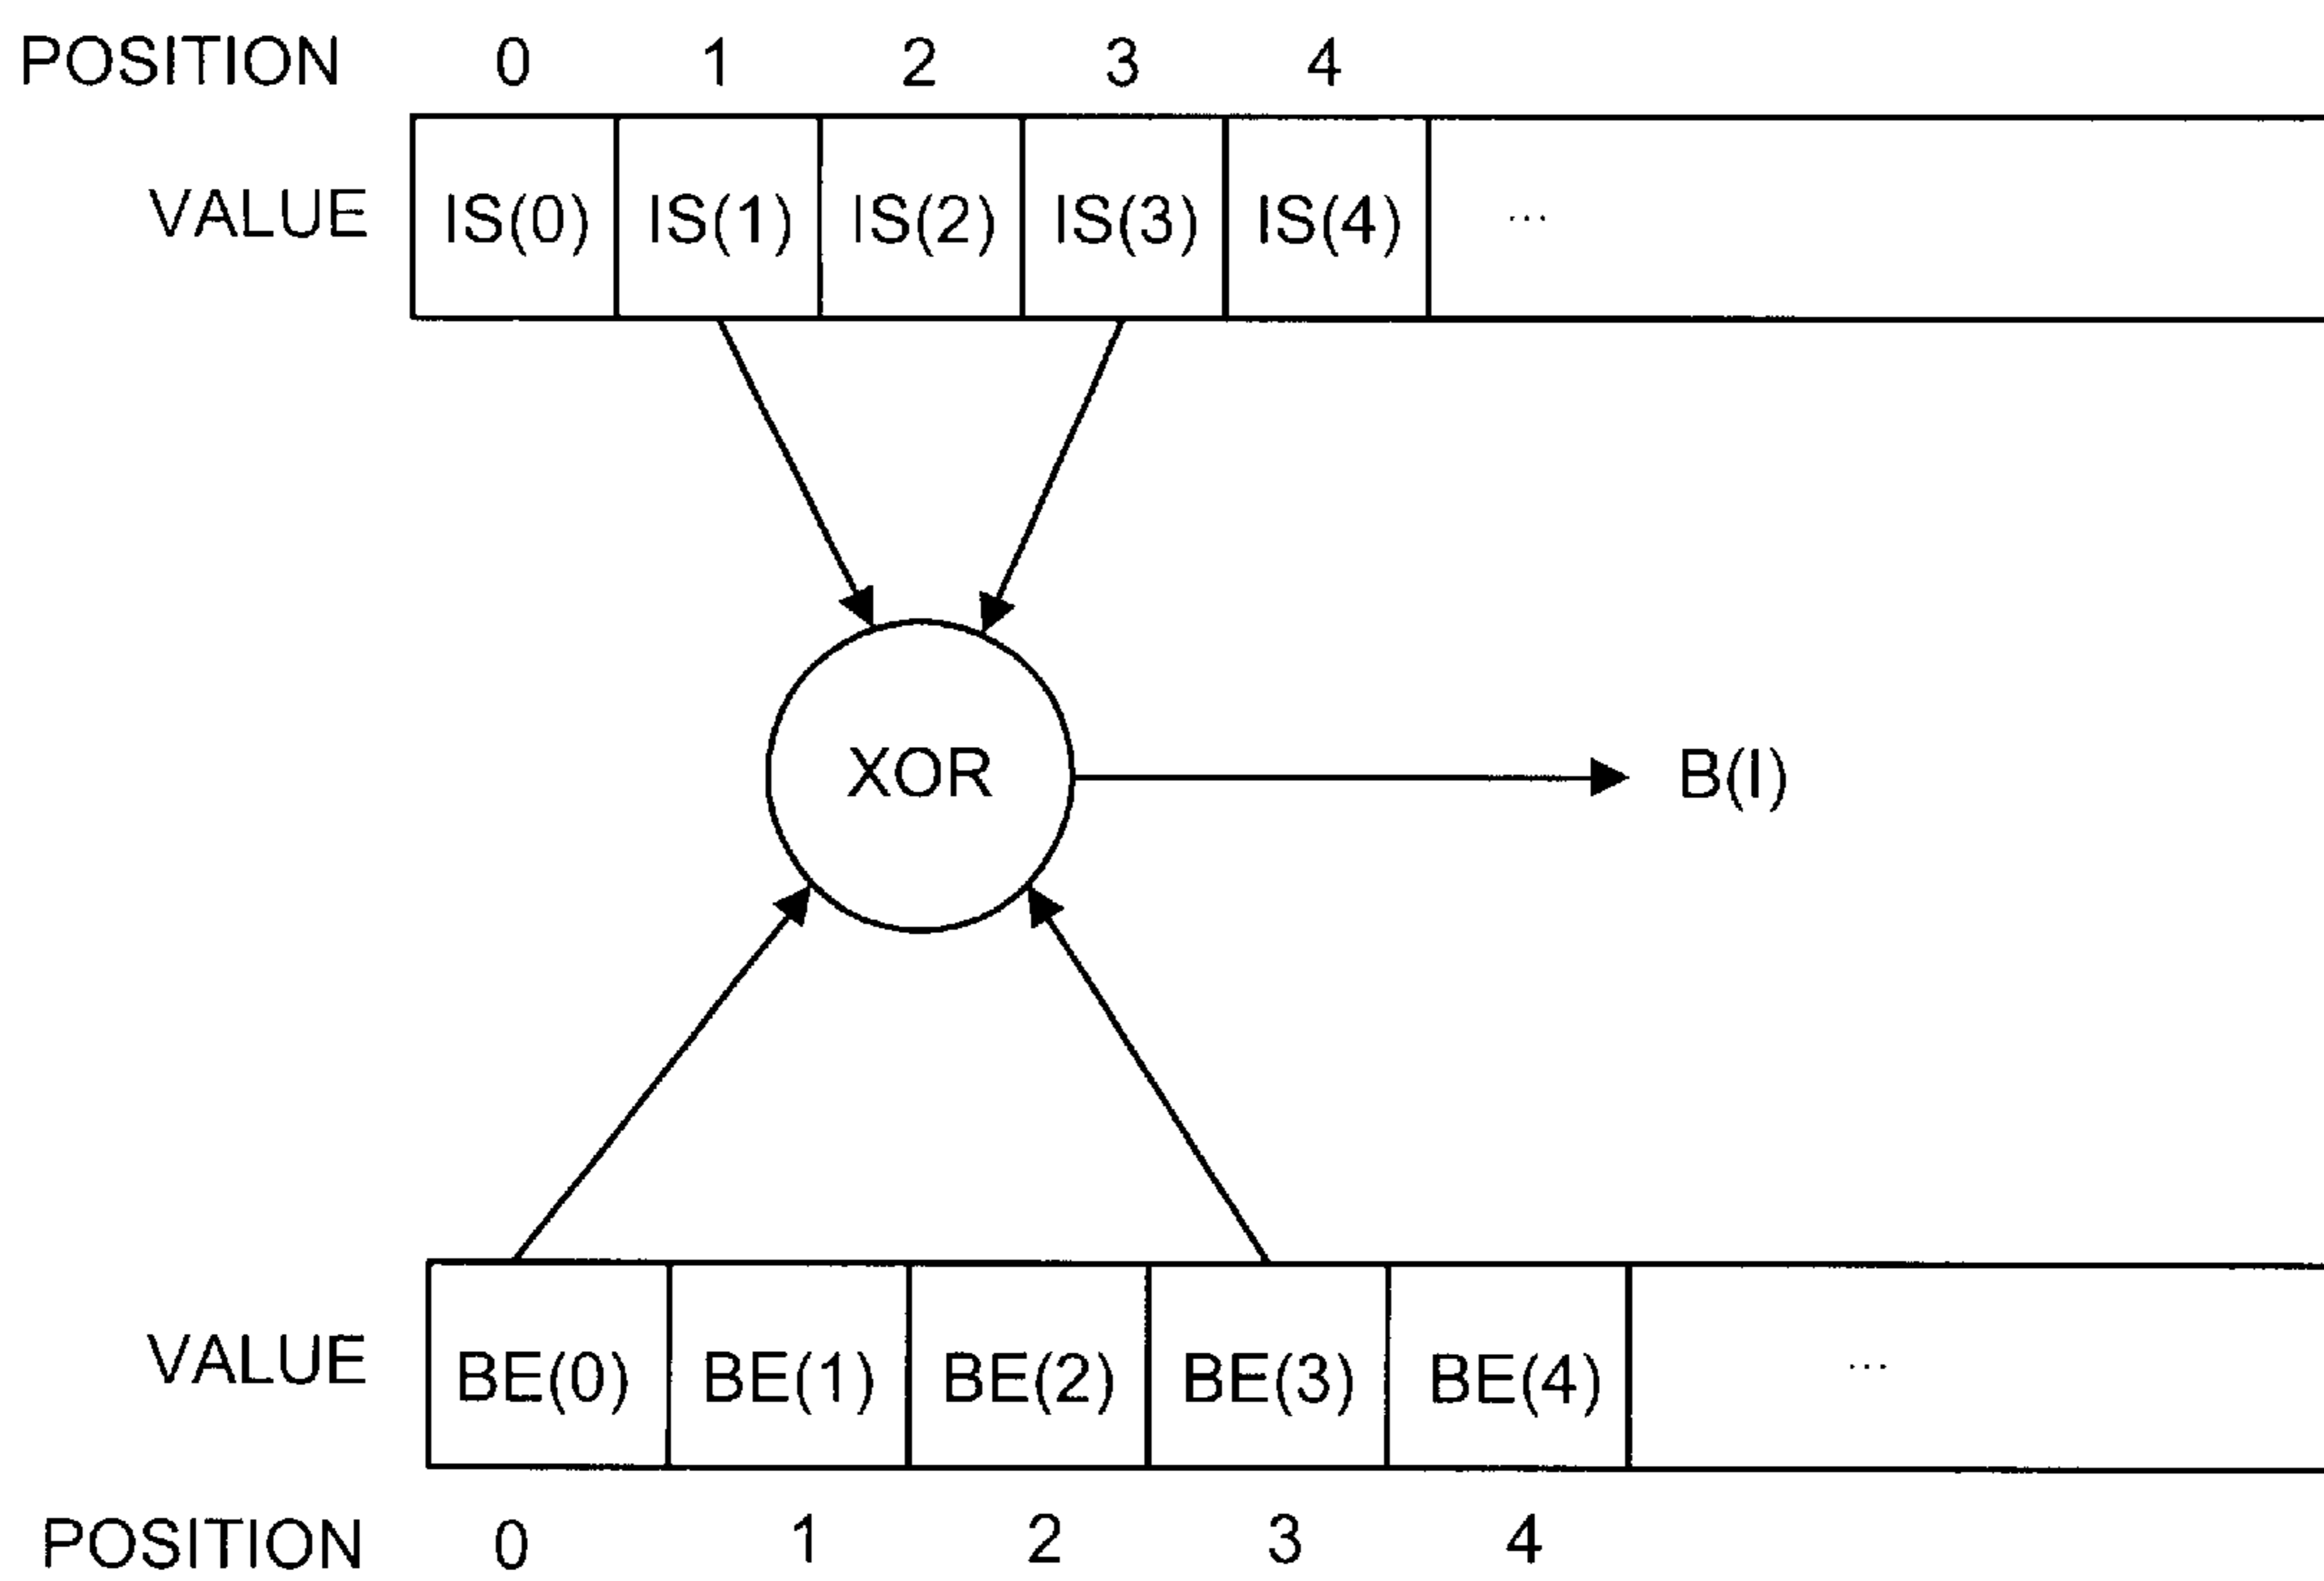 POSITION 0 1 2 3 4
VALUE IS(0) IS(1) IS(2) IS(3) IS(4) ...
XOR B(I)
VALUE BE(0) BE(1) BE(2) BE(3) BE(4) ...
POSITION 0 1 2 3 4